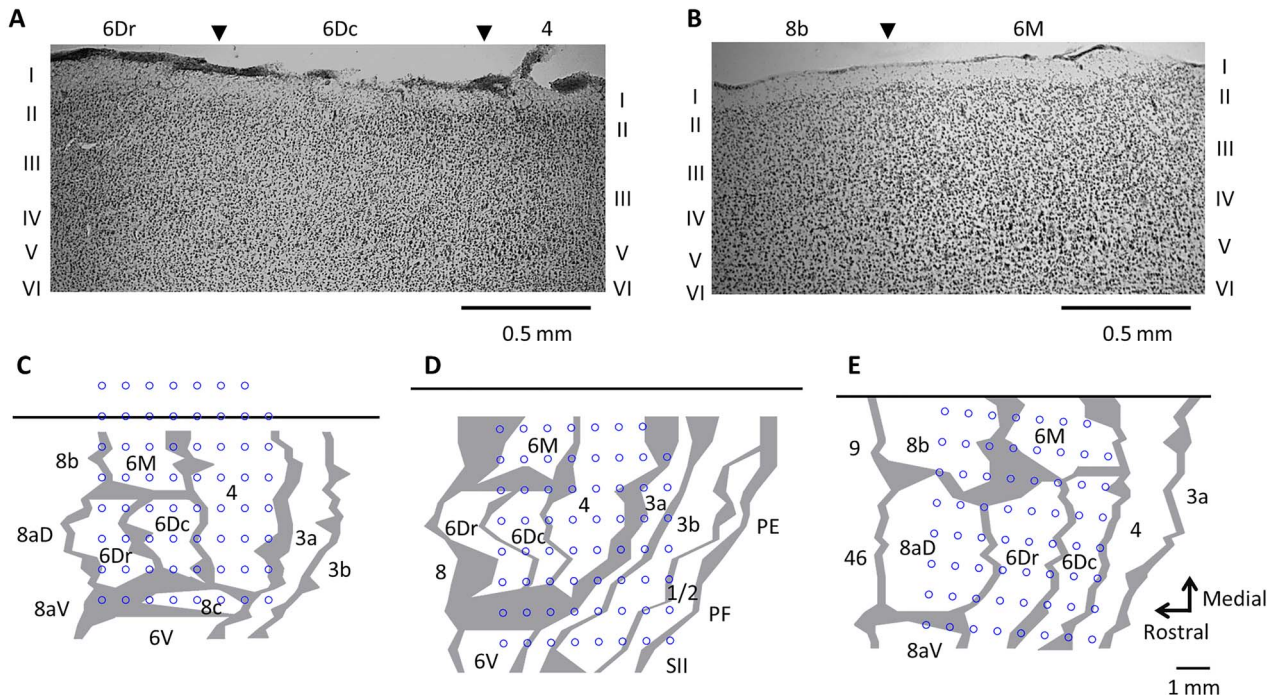 A
6Dr 6Dc 4
I
II
III
IV
V
VI
I
II
III
V
VI
0.5 mm
B
8b 6M
I
II
III
IV
V
VI
I
II
III
IV
V
VI
0.5 mm
C
8b 6M
4
8aD 6Dr 6Dc 3a
3b
8aV 8c
6V
D
6M
4 3a
6Dr 6Dc 3b PE
8
1/2
PF
6V SII
E
9 8b 6M
3a
4
46 8aD 6Dr 6Dc
8aV
Medial
Rostral
1 mm